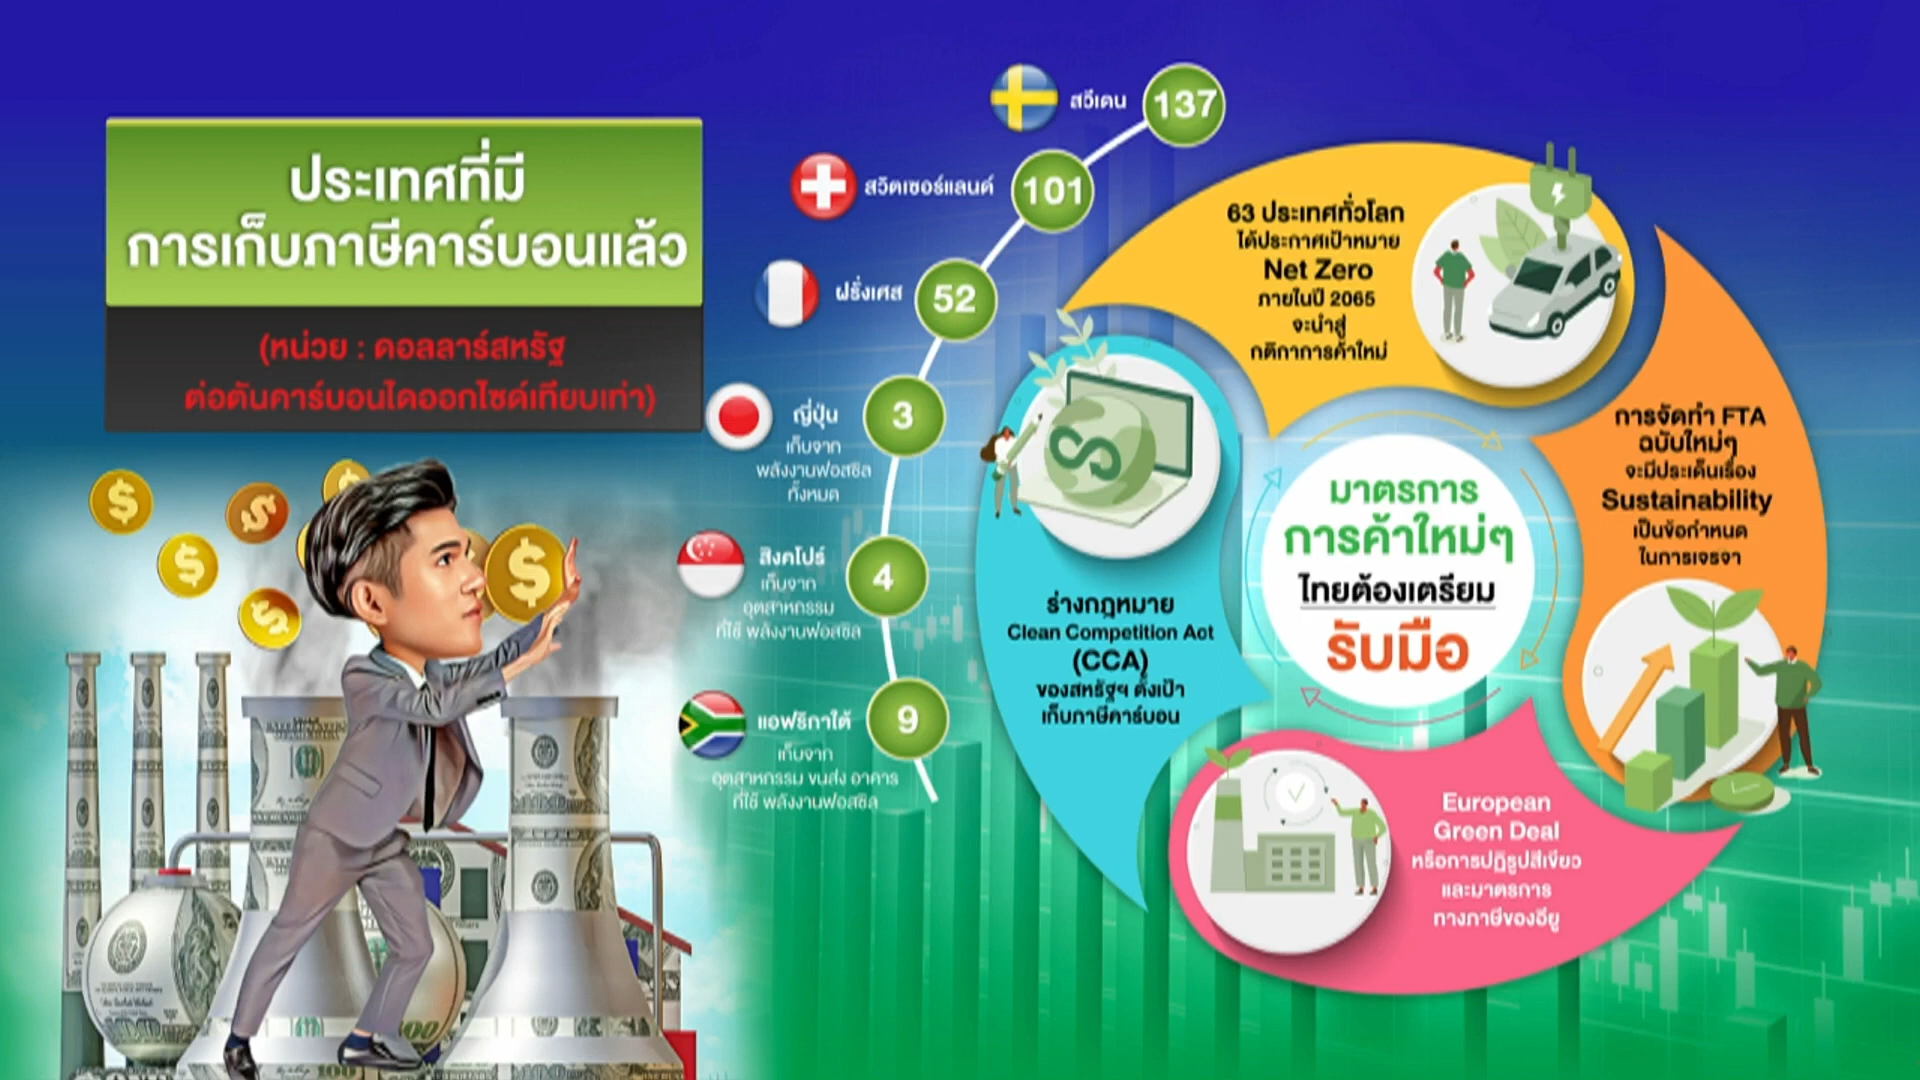 ประเทศที่มี
การเก็บภาษีคาร์บอนแล้ว
(หน่วย : ดอลลาร์สหรัฐ
ต่อตันคาร์บอนไดออกไซด์เทียบเท่า)
สวีเดน 137
สวิตเซอร์แลนด์ 101
ฝรั่งเศส 52
ญี่ปุ่น 3
เก็บจาก
พลังงานฟอสซิล
ทั้งหมด
สิงคโปร์ 4
เก็บจาก
อุตสาหกรรม
ที่ใช้ พลังงานฟอสซิล
แอฟริกาใต้ 9
เก็บจาก
อุตสาหกรรม ขนส่ง อาคาร
ที่ใช้ พลังงานฟอสซิล
63 ประเทศทั่วโลก
ได้ประกาศเป้าหมาย
Net Zero
ภายในปี 2065
จะนำสู่
กติกาการค้าใหม่
การจัดทำ FTA
ฉบับใหม่ๆ
จะมีประเด็นเรื่อง
Sustainability
เป็นข้อกำหนด
ในการเจรจา
มาตรการ
การค้าใหม่ๆ
ไทยต้องเตรียม
รับมือ
ร่างกฎหมาย
Clean Competition Act
(CCA)
ของสหรัฐฯ ตั้งเป้า
เก็บภาษีคาร์บอน
European
Green Deal
หรือการปฏิรูปสีเขียว
และมาตรการ
ทางภาษีของอียู